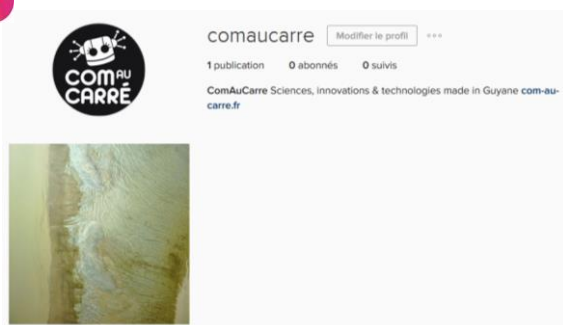 COM AU
CARRÉ
comaucarre Modifier le profil
1 publication 0 abonnés 0 suivis
ComAuCarre Sciences, innovations & technologies made in Guyane com-au-
carre.fr